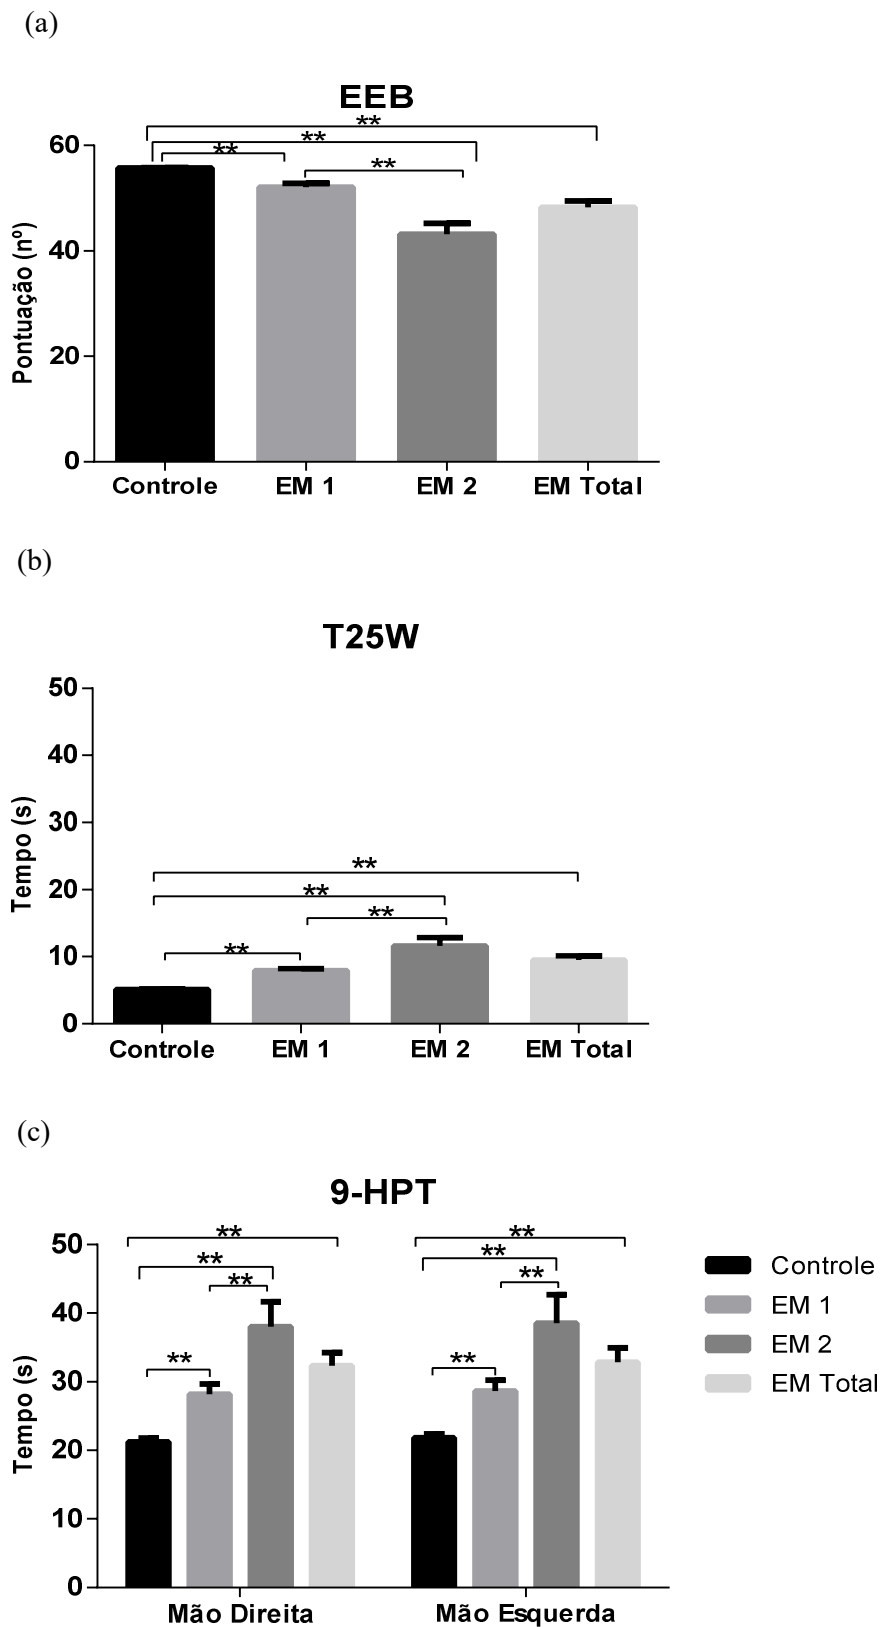 (a)
EEB
**
**
** **
Pontuação (nº)
60
40
20
0
Controle EM 1 EM 2 EM Total
(b)
T25W
Tempo (s)
50
40
30
20
10
0
**
**
**
**
Controle EM 1 EM 2 EM Total
(c)
9-HPT
Tempo (s)
50
40
30
20
10
0
** **
** **
** **
** **
Mão Direita Mão Esquerda
Controle
EM 1
EM 2
EM Total